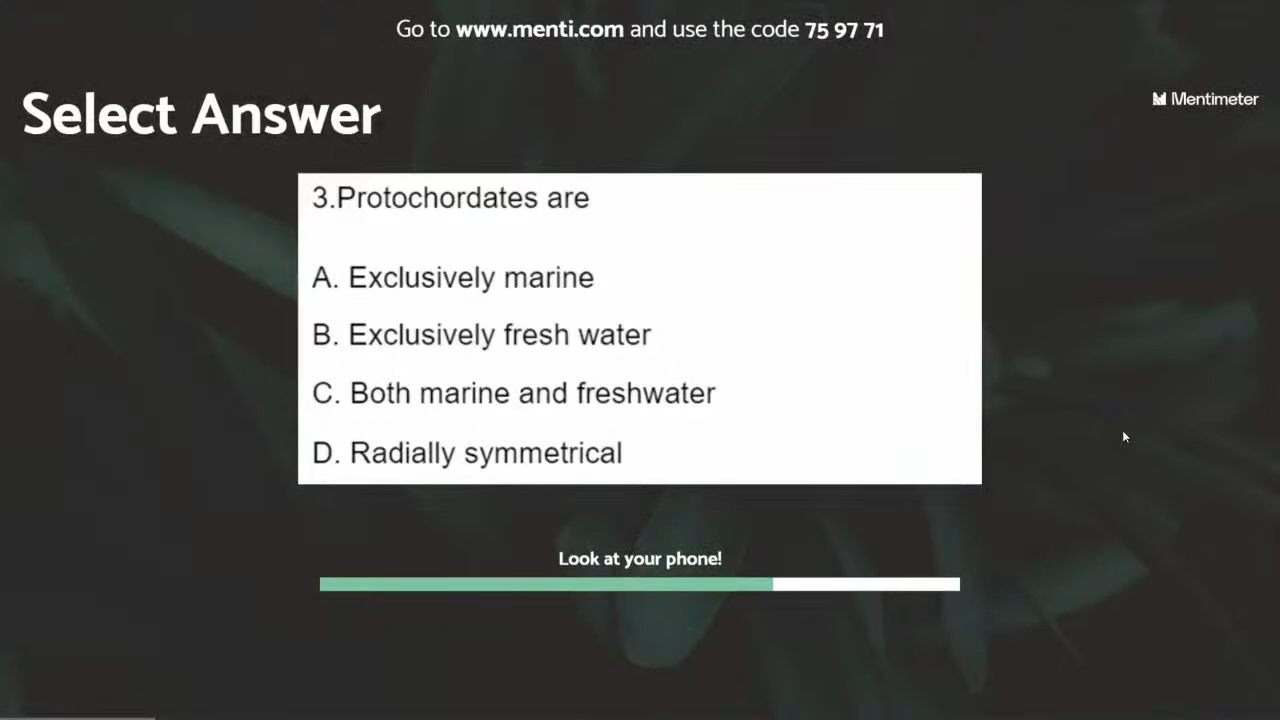 Go to www.menti.com and use the code 75 97 71
Select Answer
Mentimeter
3.Protochordates are
A. Exclusively marine
B. Exclusively fresh water
C. Both marine and freshwater
D. Radially symmetrical
Look at your phone!